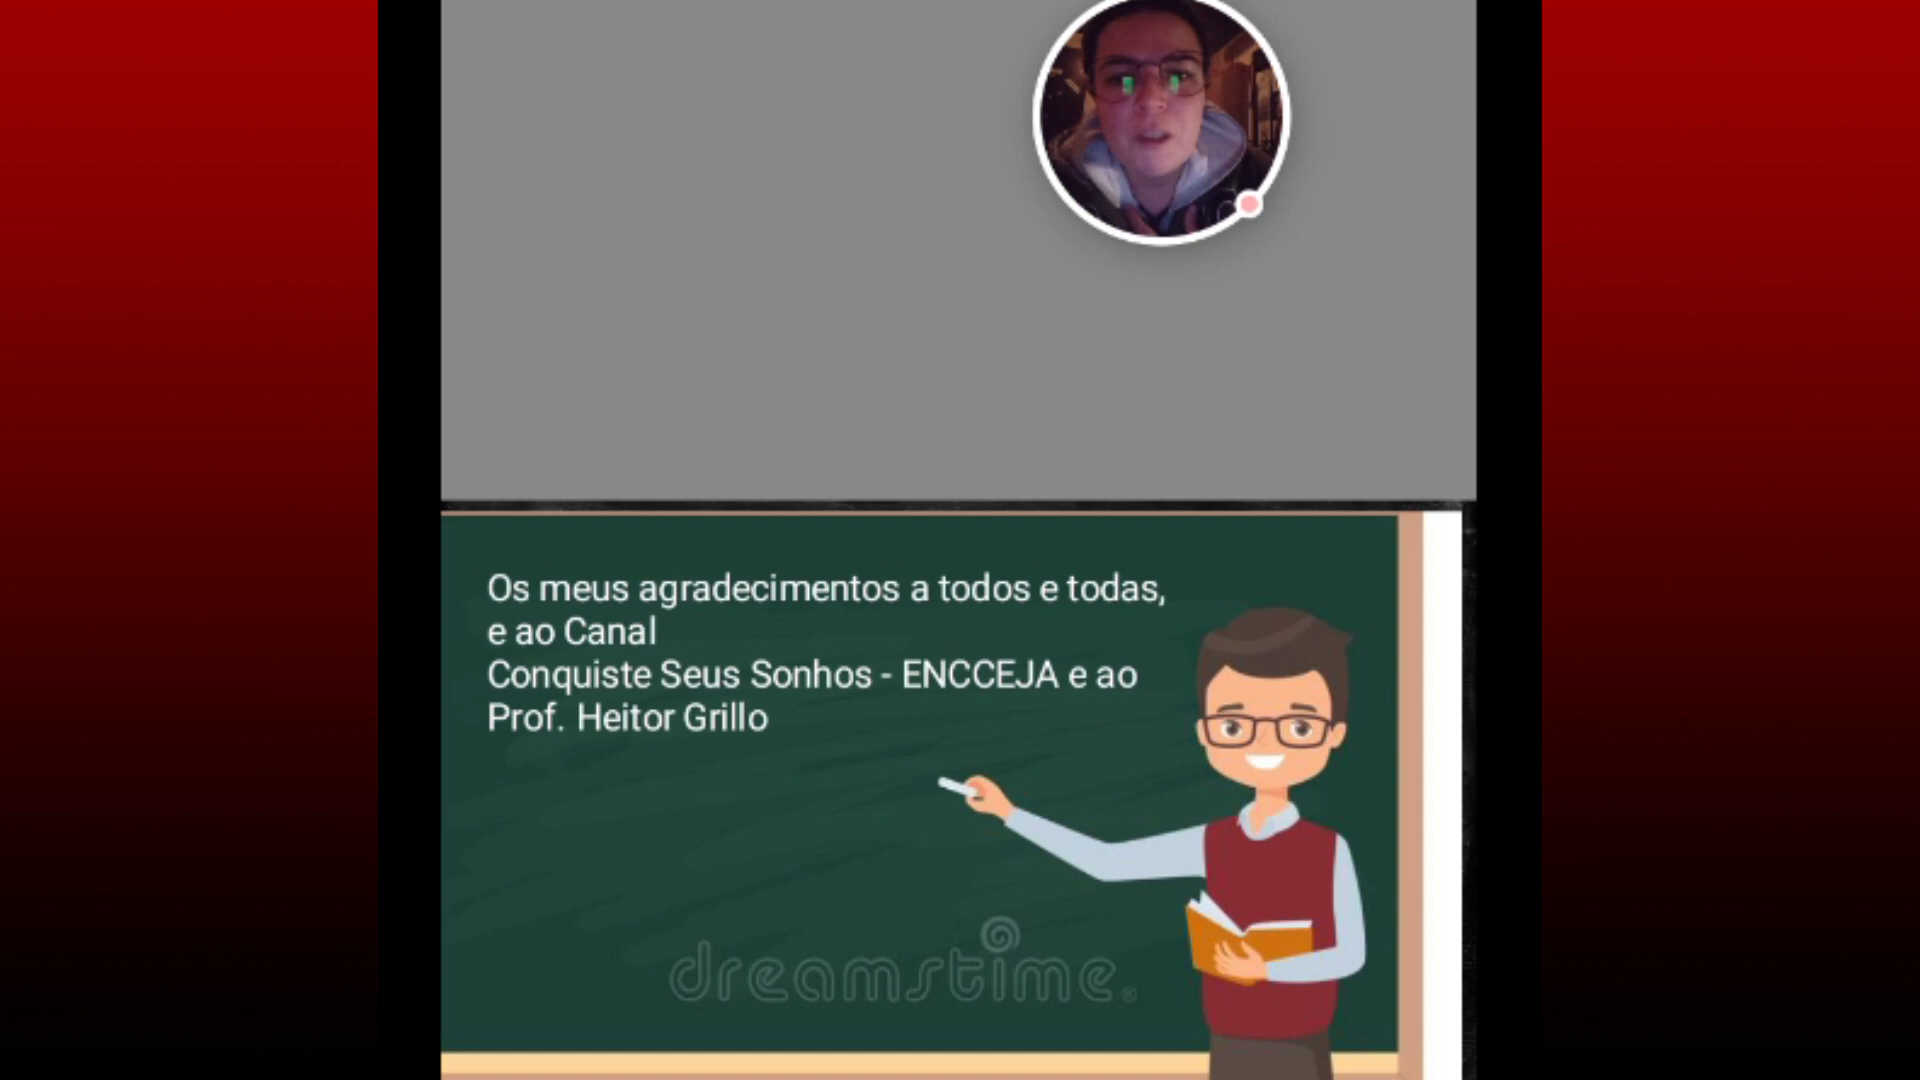 Os meus agradecimentos a todos e todas,
e ao Canal
Conquiste Seus Sonhos - ENCCEJA e ao
Prof. Heitor Grillo
dreamstime®